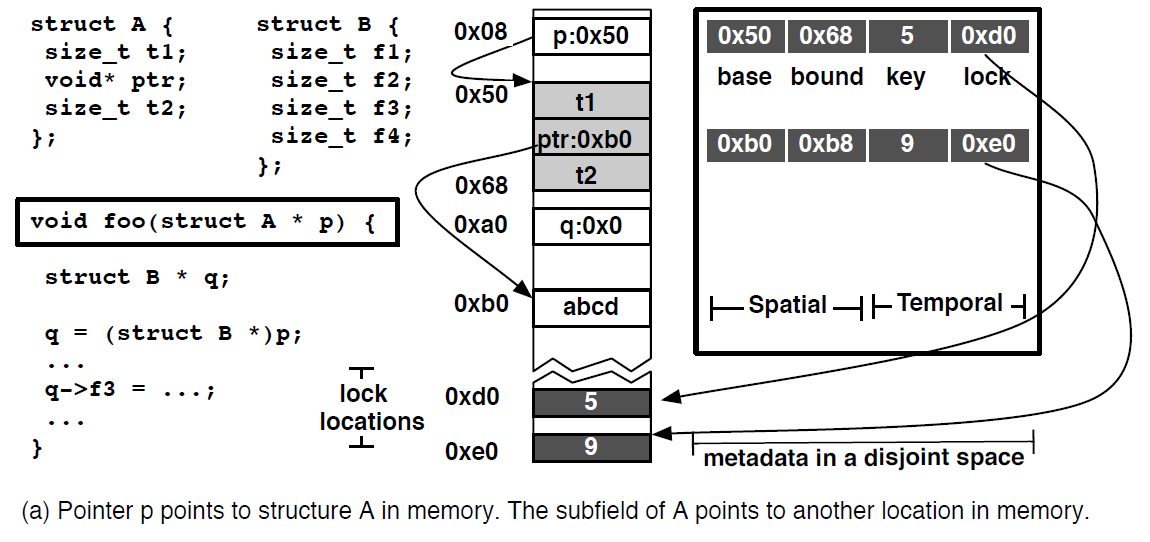 struct A {
size_t t1;
void* ptr;
size_t t2;
};
struct B {
size_t f1;
size_t f2;
size_t f3;
size_t f4;
};
void foo(struct A * p) {
struct B * q;
q = (struct B *)p;
...
q->f3 = ...;
...
}
lock
locations
0x08
p:0x50
0x50
t1
ptr:0xb0
t2
0x68
0xa0
q:0x0
0xb0
abcd
0xd0
5
0xe0
9
0x50 0x68 5 0xd0
base bound key lock
0xb0 0xb8 9 0xe0
Spatial Temporal
metadata in a disjoint space
(a) Pointer p points to structure A in memory. The subfield of A points to another location in memory.